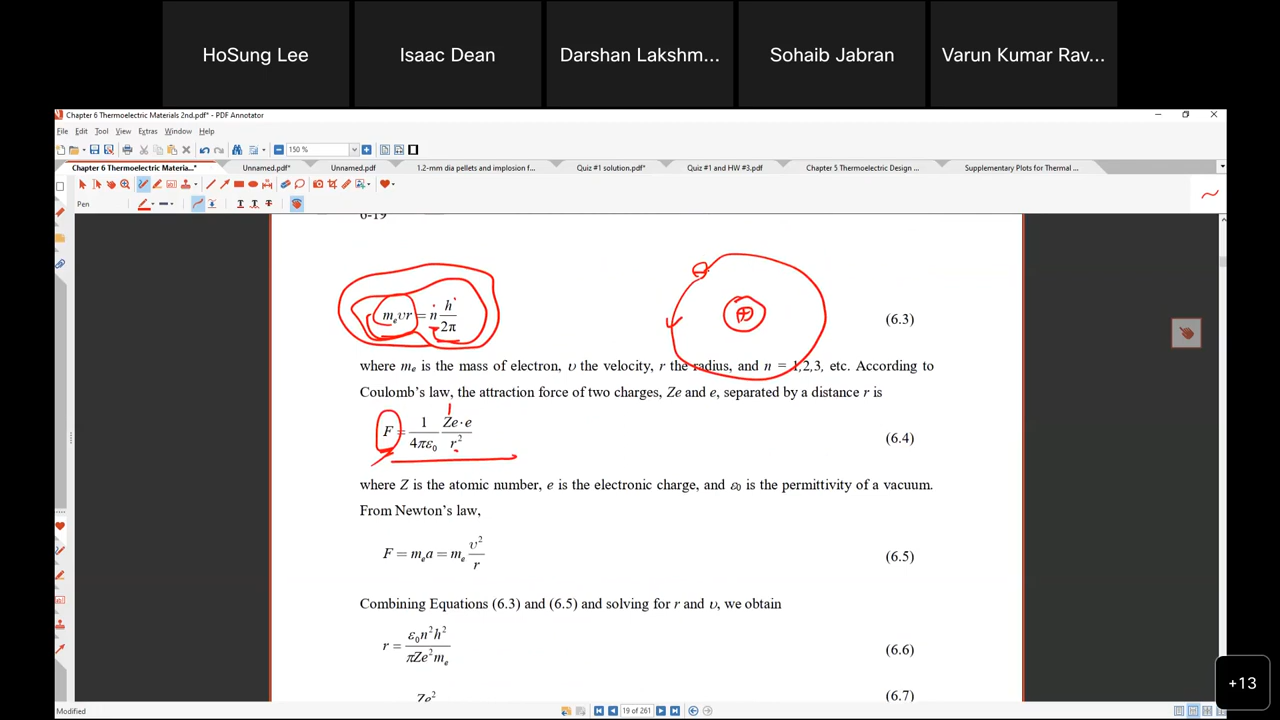 HoSung Lee
Isaac Dean
Darshan Lakshm...
Sohaib Jabran
Varun Kumar Rav...
Chapter 6 Thermoelectric Materials 2nd.pdf* - PDF Annotator
File Edit Tool View Extras Window Help
150 %
Chapter 6 Thermoelectric Materia...*
Unnamed.pdf*
Unnamed.pdf
1.2-mm dia pellets and implosion f...
Quiz #1 solution.pdf*
Quiz #1 and HW #3.pdf
Chapter 5 Thermoelectric Design ...
Supplementary Plots for Thermal ...
Pen
6-19
mₑυr = n h/2π (6.3)
where mₑ is the mass of electron, υ the velocity, r the radius, and n = 1,2,3, etc. According to
Coulomb's law, the attraction force of two charges, Ze and e, separated by a distance r is
F = 1/4πε₀ Ze·e/r² (6.4)
where Z is the atomic number, e is the electronic charge, and ε₀ is the permittivity of a vacuum.
From Newton's law,
F = mₑa = mₑ υ²/r (6.5)
Combining Equations (6.3) and (6.5) and solving for r and υ, we obtain
r = ε₀n²h²/πZe²mₑ (6.6)
Ze² (6.7)
+13
Modified
19 of 261